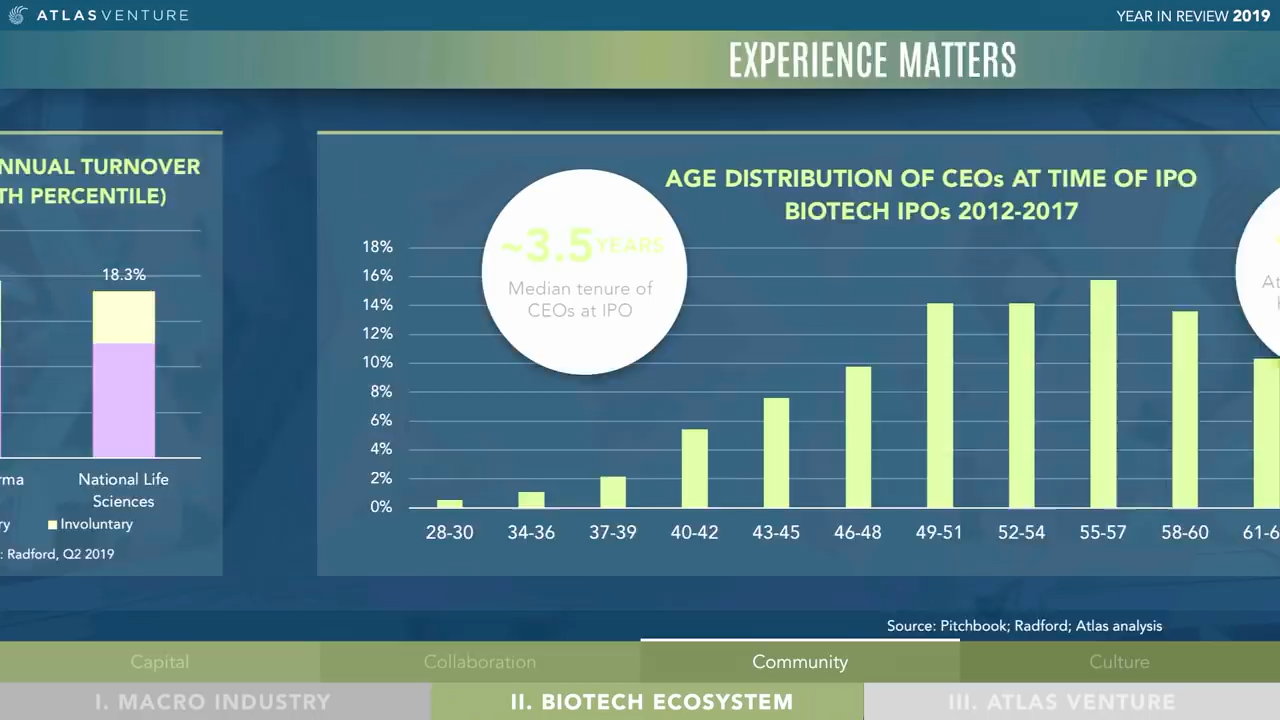 ATLAS VENTURE
YEAR IN REVIEW 2019
EXPERIENCE MATTERS
NNUAL TURNOVER
TH PERCENTILE)
18.3%
rma
National Life
Sciences
ry
Involuntary
: Radford, Q2 2019
AGE DISTRIBUTION OF CEOs AT TIME OF IPO
BIOTECH IPOs 2012-2017
~3.5 YEARS
Median tenure of
CEOs at IPO
At
18%
16%
14%
12%
10%
8%
6%
4%
2%
0%
28-30 34-36 37-39 40-42 43-45 46-48 49-51 52-54 55-57 58-60 61-6
Source: Pitchbook; Radford; Atlas analysis
Capital Collaboration Community Culture
I. MACRO INDUSTRY II. BIOTECH ECOSYSTEM III. ATLAS VENTURE